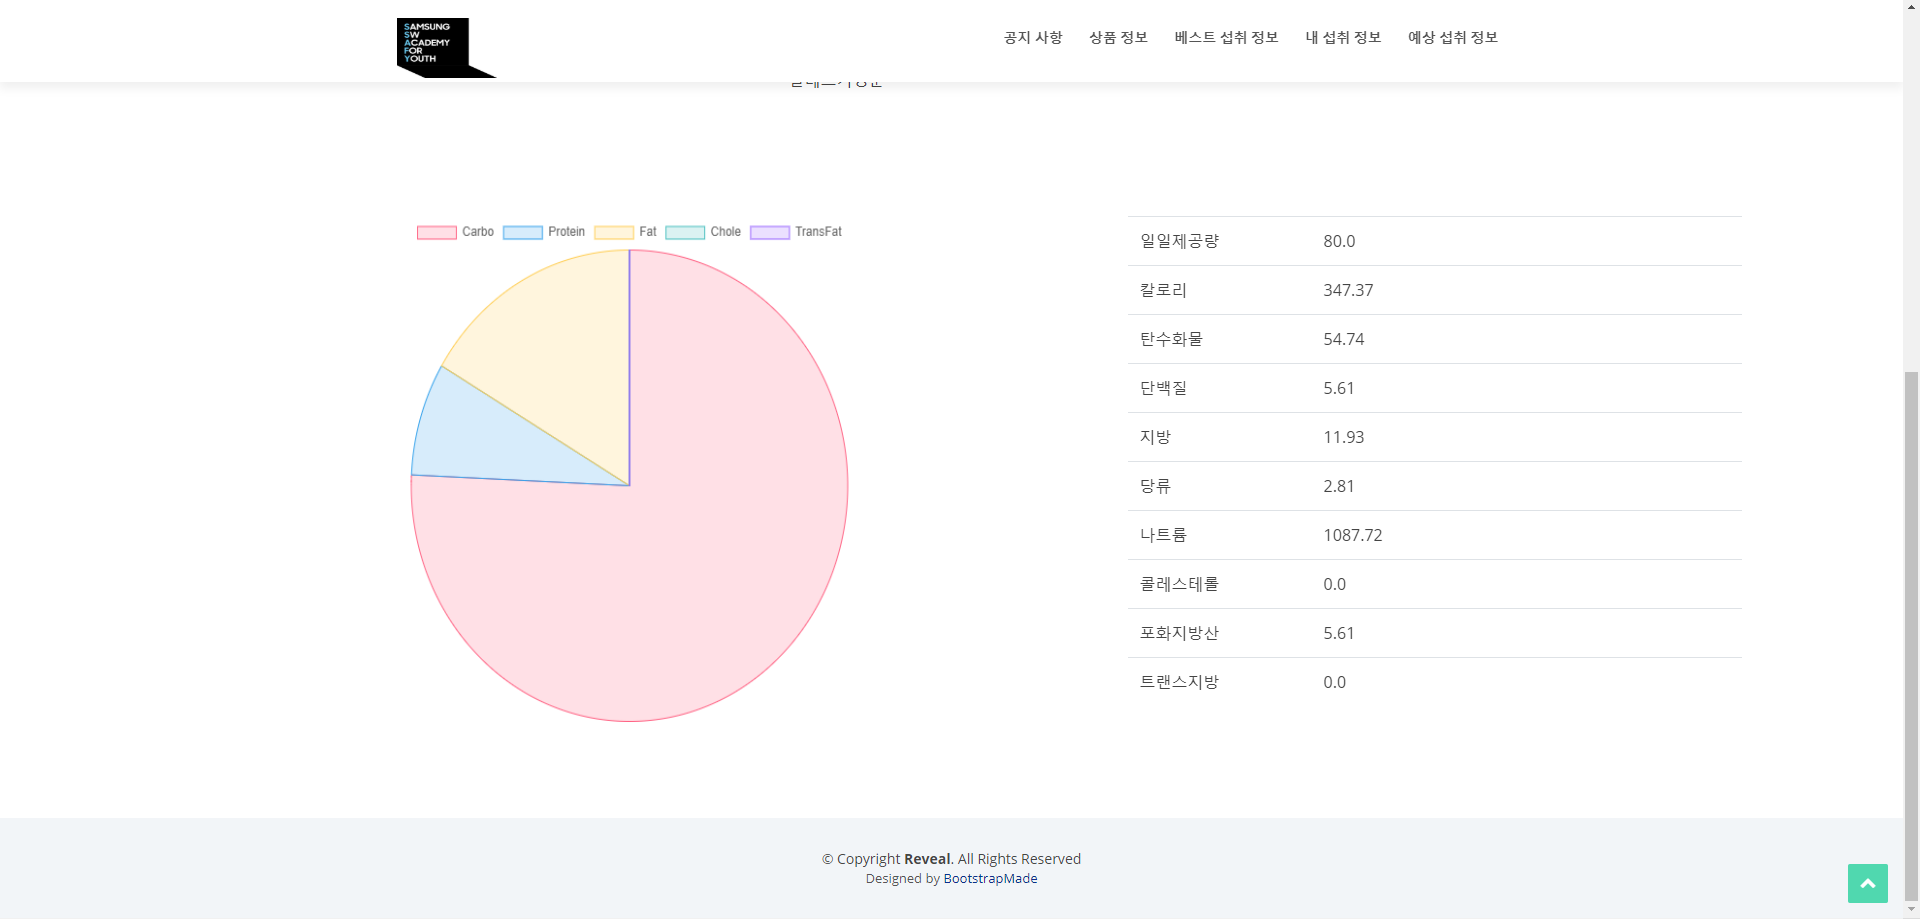 SAMSUNG
SW
ACADEMY
FOR
YOUTH
공지 사항 상품 정보 베스트 섭취 정보 내 섭취 정보 예상 섭취 정보
Carbo Protein Fat Chole TransFat
일일제공량 80.0
칼로리 347.37
탄수화물 54.74
단백질 5.61
지방 11.93
당류 2.81
나트륨 1087.72
콜레스테롤 0.0
포화지방산 5.61
트랜스지방 0.0
© Copyright Reveal. All Rights Reserved
Designed by BootstrapMade